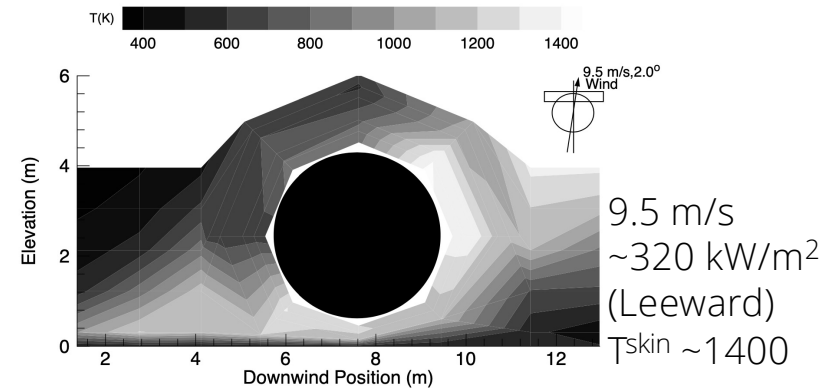 T(K)
400 600 800 1000 1200 1400
9.5 m/s,2.0º
Wind
6
4
2
0
Elevation (m)
2 4 6 8 10 12
Downwind Position (m)
9.5 m/s
~320 kW/m²
(Leeward)
Tˢᵏⁱⁿ ~1400